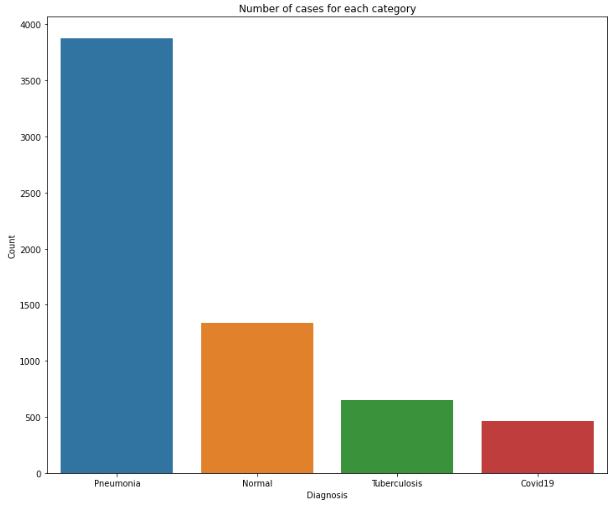 Number of cases for each category
4000
3500
3000
2500
2000
1500
1000
500
0
Count
Pneumonia Normal Tuberculosis Covid19
Diagnosis